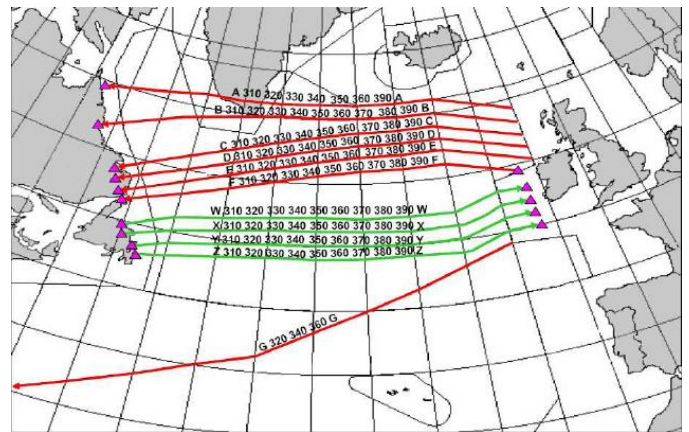 A 310 320 330 340 350 360 390 A
B 310 320 330 340 350 360 370 380 390 B
C 310 320 330 340 350 360 370 380 390 C
D 310 320 330 340 350 360 370 380 390 D
E 310 320 330 340 350 360 370 380 390 E
F 310 320 330 340 350 360 370 380 390 F
W 310 320 330 340 350 360 370 380 390 W
X 310 320 330 340 350 360 370 380 390 X
Y 310 320 330 340 350 360 370 380 390 Y
Z 310 320 330 340 350 360 370 380 390 Z
G 320 340 360 G